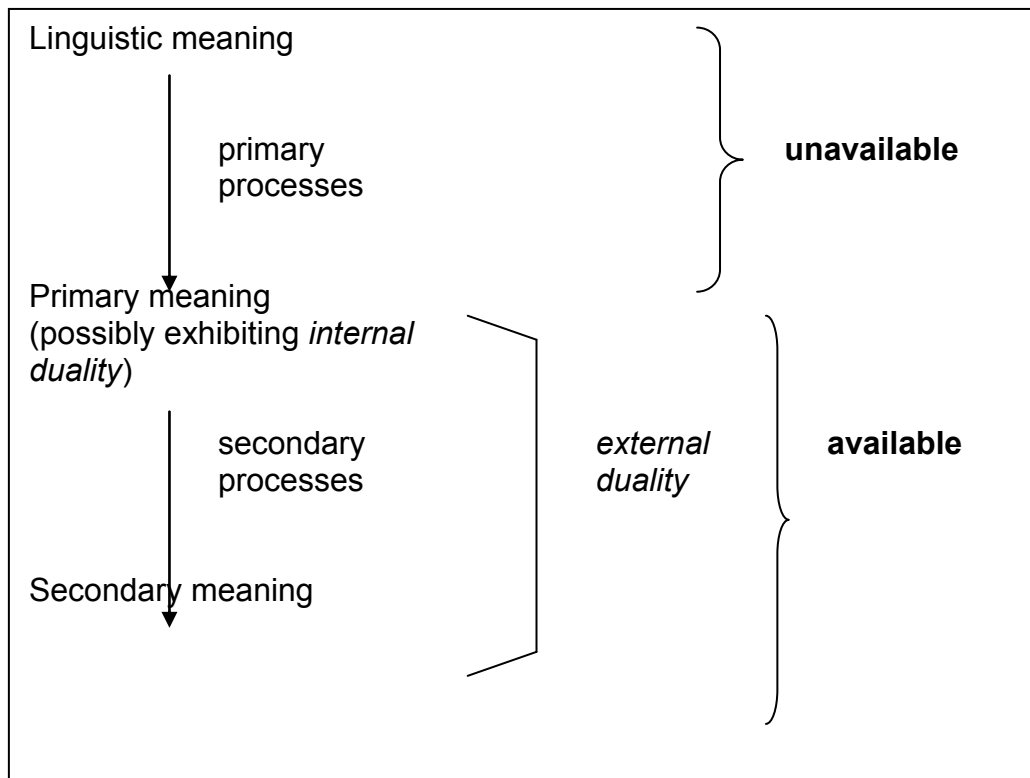 Linguistic meaning
primary
processes
unavailable
Primary meaning
(possibly exhibiting internal
duality)
secondary
processes
external
duality
available
Secondary meaning